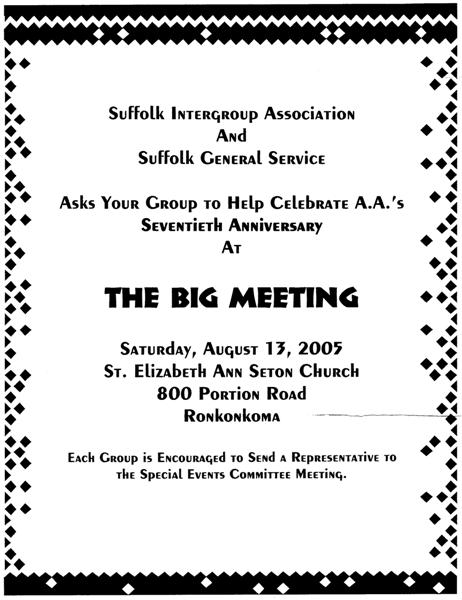 Suffolk Intergroup Association
And
Suffolk General Service
Asks Your Group to Help Celebrate A.A.'s
Seventieth Anniversary
At
THE BIG MEETING
Saturday, August 13, 2005
St. Elizabeth Ann Seton Church
800 Portion Road
Ronkonkoma
Each Group is Encouraged to Send a Representative to
the Special Events Committee Meeting.